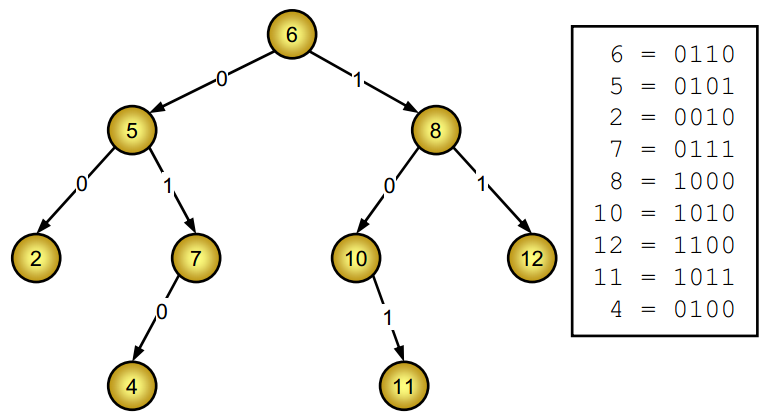 6
0 1
5 8
0 1 0 1
2 7 10 12
0 1
4 11
6 = 0110
5 = 0101
2 = 0010
7 = 0111
8 = 1000
10 = 1010
12 = 1100
11 = 1011
4 = 0100